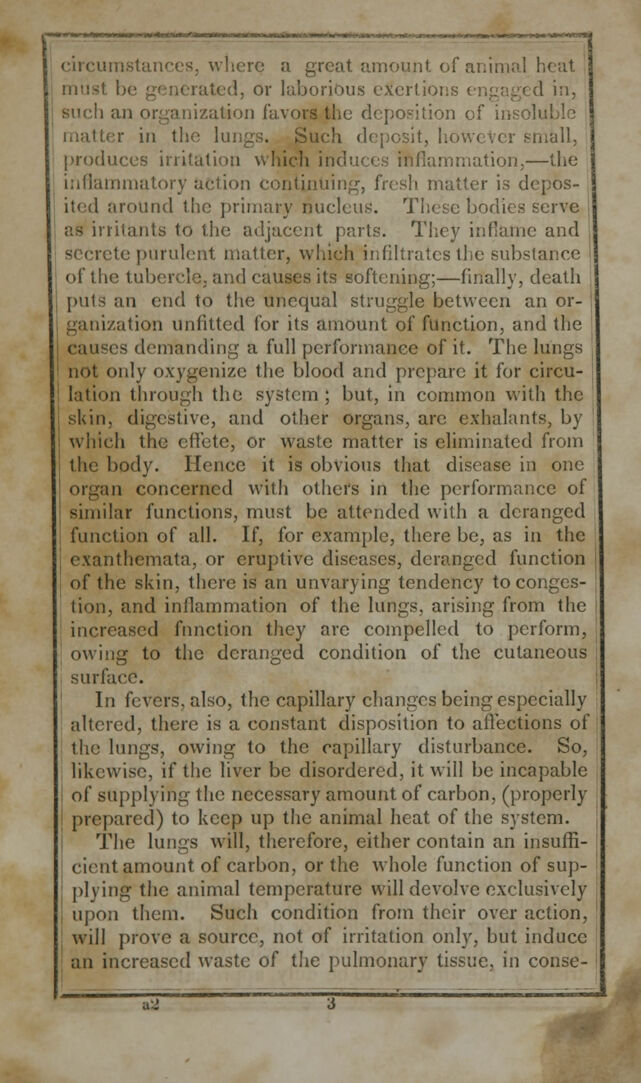 circumstances, where a great amount of animal heat
must be generated, or laborious exertions engaged in,
such an organization favors the deposition of insoluble
matter in the lungs. Such deposit, however small,
produces irritation which induces inflammation,—the
inflammatory action continuing, fresh matter is depos-
ited around the primary nucleus. These bodies serve
as irritants to the adjacent parts. They inflame and
secrete purulent matter, which infiltrates the substance
of the tubercle, and causes its softening;—finally, death
puts an end to the unequal struggle between an or-
ganization unfitted for its amount of function, and the
causes demanding a full performance of it. The lungs
not only oxygenize the blood and prepare it for circu-
lation through the system; but, in common with the
skin, digestive, and other organs, are exhalants, by
which the effete, or waste matter is eliminated from
the body. Hence it is obvious that disease in one
organ concerned with others in the performance of
similar functions, must be attended with a deranged
function of all. If, for example, there be, as in the
exanthemata, or eruptive diseases, deranged function
of the skin, there is an unvarying tendency to conges-
tion, and inflammation of the lungs, arising from the
increased fnnction they are compelled to perform,
owing to the deranged condition of the cutaneous
surface.
In fevers, also, the capillary changes being especially
altered, there is a constant disposition to affections of
the lungs, owing to the capillary disturbance. So,
likewise, if the liver be disordered, it will be incapable
of supplying the necessary amount of carbon, (properly
prepared) to keep up the animal heat of the system.
The lungs will, therefore, either contain an insuffi-
cient amount of carbon, or the whole function of sup-
plying the animal temperature will devolve exclusively
upon them. Such condition from their over action,
will prove a source, not of irritation only, but induce
an increased waste of the pulmonary tissue, in conse-
a2 3